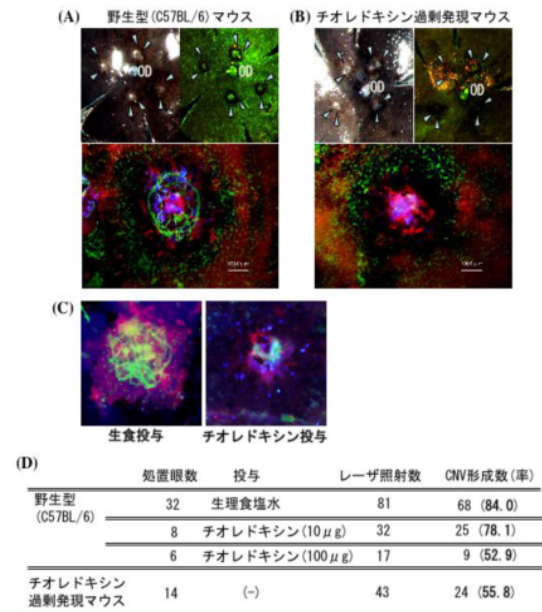 (A) 野生型(C57BL/6)マウス
(B) チオレドキシン過剰発現マウス
OD
OD
OD
OD
(C)
生食投与
チオレドキシン投与
(D)
処置眼数 投与 レーザ照射数 CNV形成数(率)
野生型
(C57BL/6)
32 生理食塩水 81 68 (84.0)
8 チオレドキシン(10μg) 32 25 (78.1)
6 チオレドキシン(100μg) 17 9 (52.9)
チオレドキシン
過剰発現マウス
14 (-) 43 24 (55.8)